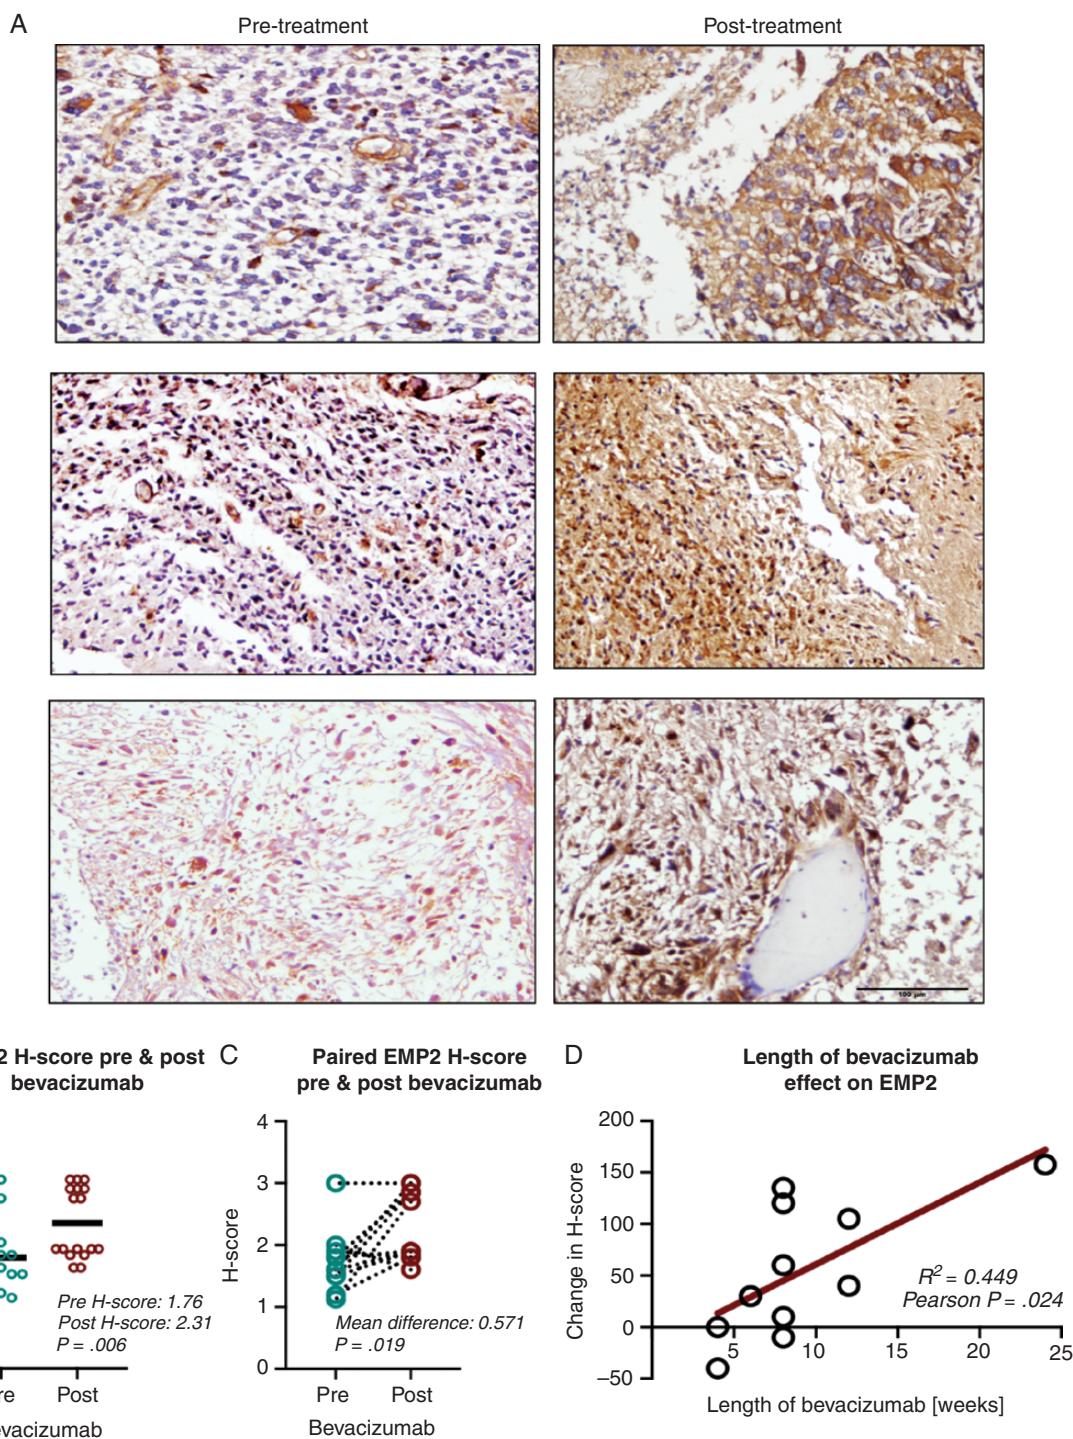 A
Pre-treatment
Post-treatment
100 µm
2 H-score pre & post
bevacizumab
Pre H-score: 1.76
Post H-score: 2.31
P = .006
re
Post
evacizumab
C
Paired EMP2 H-score
pre & post bevacizumab
H-score
4
3
2
1
0
Mean difference: 0.571
P = .019
Pre
Post
Bevacizumab
D
Length of bevacizumab
effect on EMP2
Change in H-score
200
150
100
50
0
−50
5
10
15
20
25
R² = 0.449
Pearson P = .024
Length of bevacizumab [weeks]